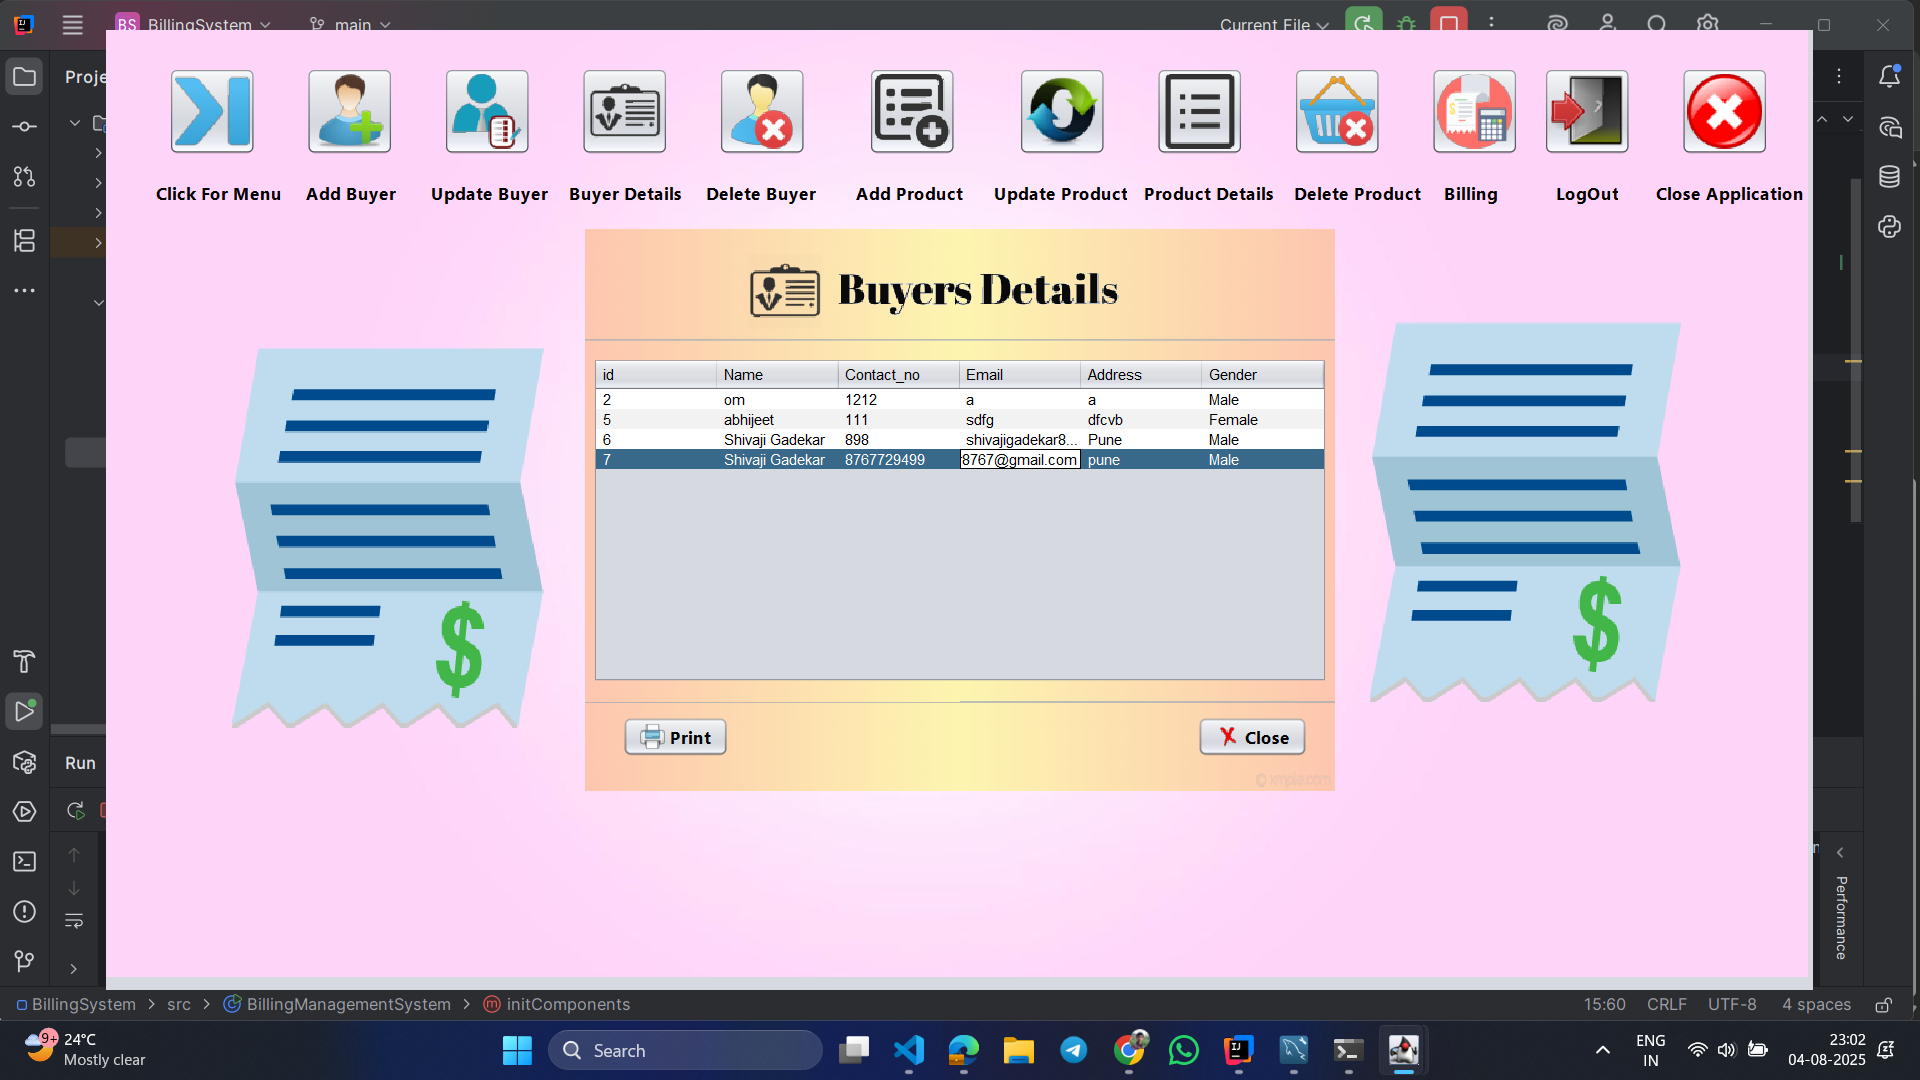 BS BillingSystem main Current File
Proje
Click For Menu Add Buyer Update Buyer Buyer Details Delete Buyer Add Product Update Product Product Details Delete Product Billing LogOut Close Application
Buyers Details
id Name Contact_no Email Address Gender
2 om 1212 a a Male
5 abhijeet 111 sdfg dfcvb Female
6 Shivaji Gadekar 898 shivajigadekar8... Pune Male
7 Shivaji Gadekar 8767729499 8767@gmail.com pune Male
$ $
Print Close
© xmple.com
Run
Performance
BillingSystem > src > BillingManagementSystem > initComponents 15:60 CRLF UTF-8 4 spaces
9+ 24°C
Mostly clear
Search
ENG
IN
23:02
04-08-2025